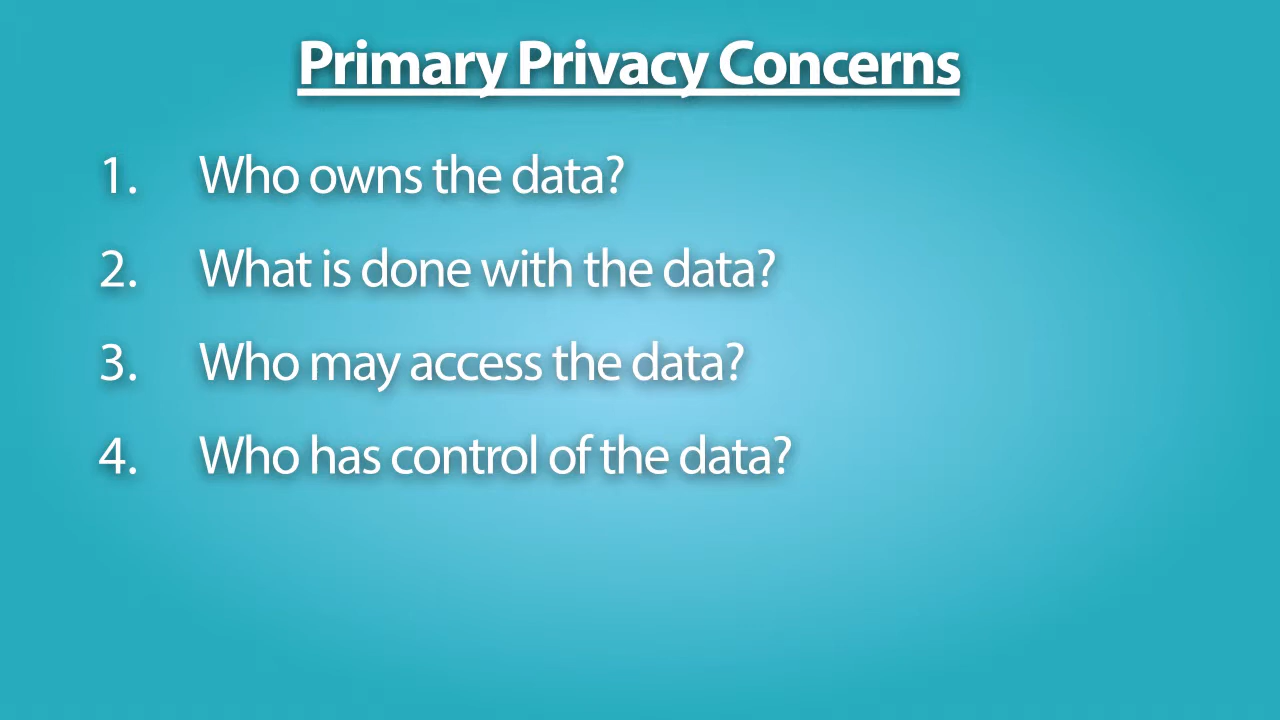 Primary Privacy Concerns
1. Who owns the data?
2. What is done with the data?
3. Who may access the data?
4. Who has control of the data?